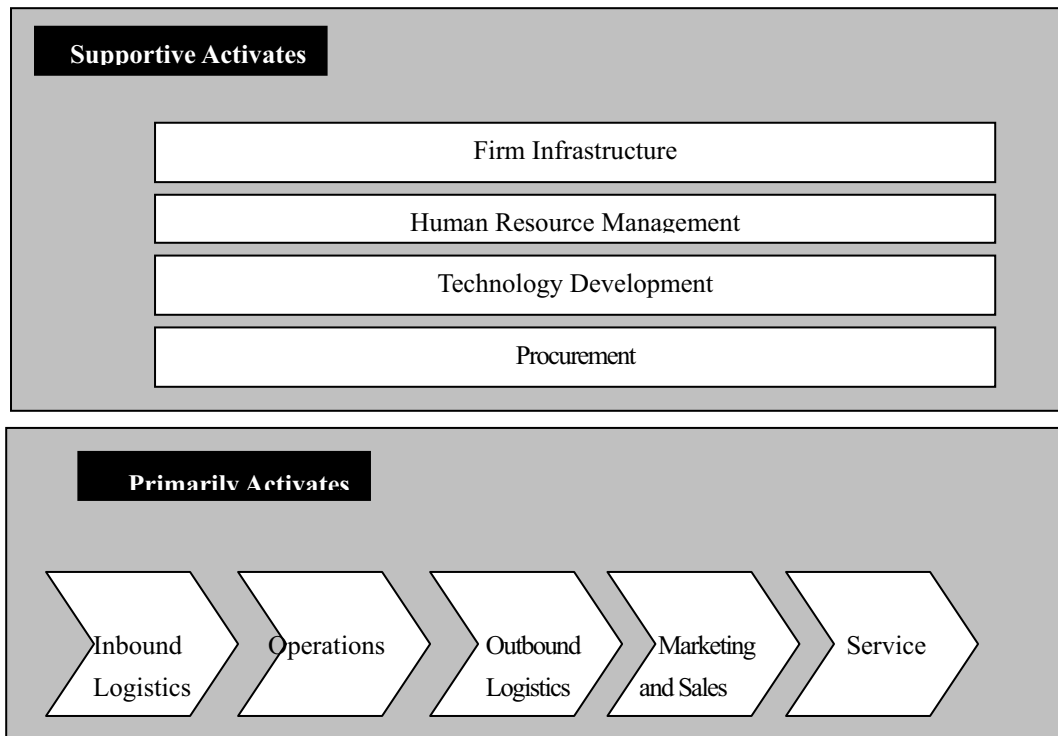 Supportive Activates
Firm Infrastructure
Human Resource Management
Technology Development
Procurement
Primarily Activates
Inbound
Logistics
Operations
Outbound
Logistics
Marketing
and Sales
Service